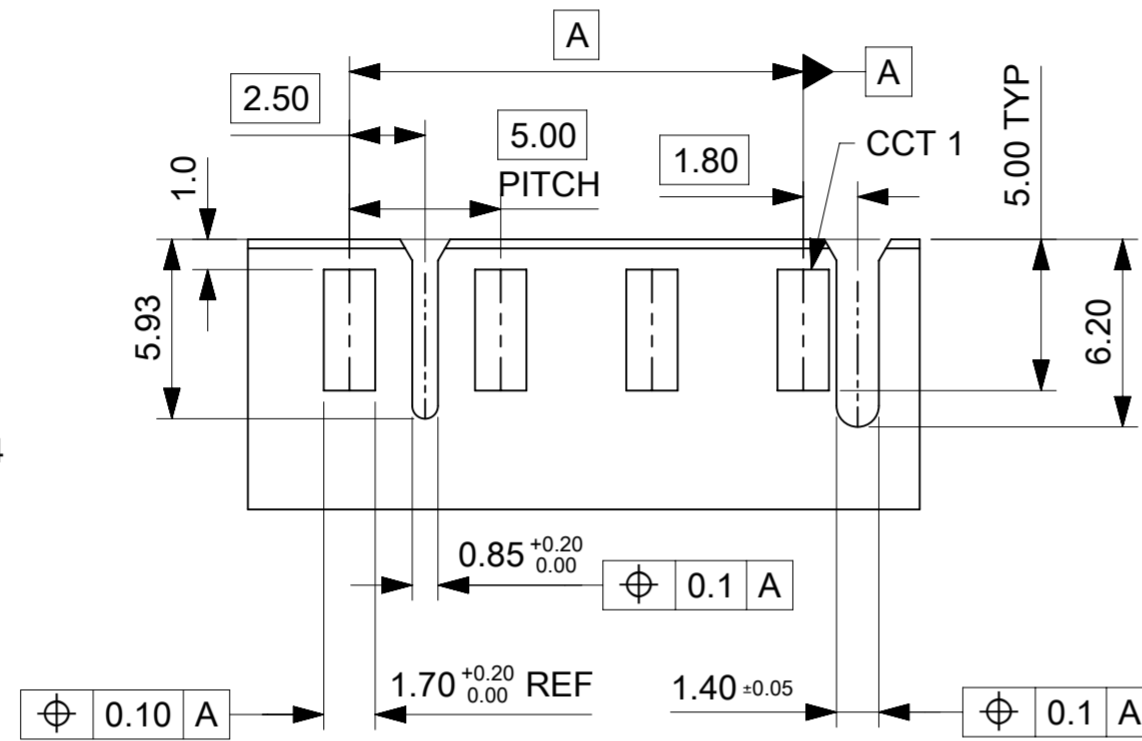 A
A
2.50
5.00
PITCH
1.80
CCT 1
5.00 TYP
1.0
5.93
6.20
0.85 +0.20 0.00
⌖ 0.1 A
1.70 +0.20 0.00 REF
1.40 ±0.05
⌖ 0.10 A
⌖ 0.1 A